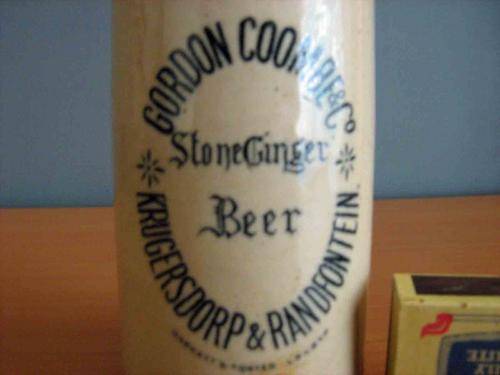 GORDON COOMBE & Co
Stone Ginger
Beer
KRUGERSDORP & RANDFONTEIN.